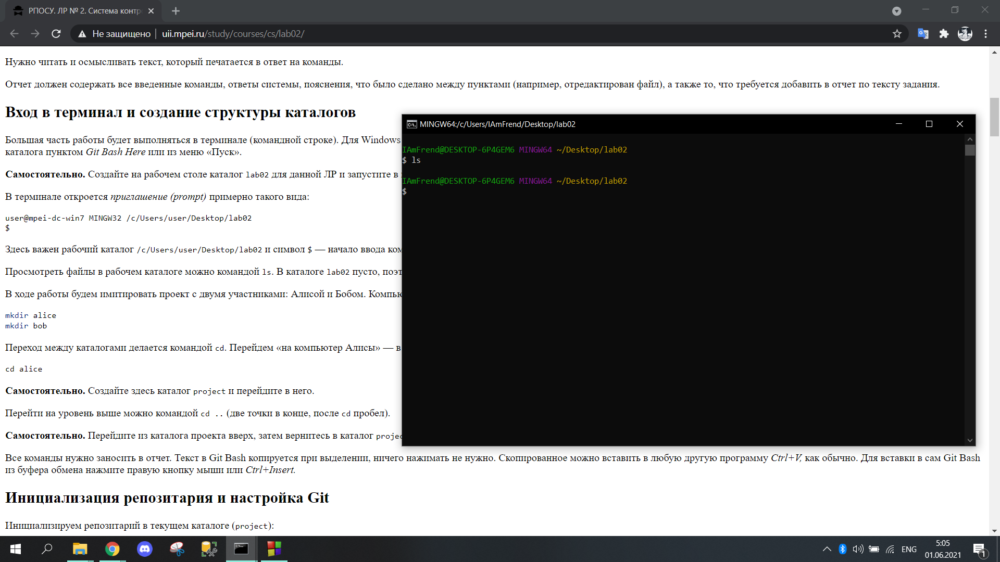 РПОСУ. ЛР № 2. Система контр
Не защищено | uii.mpei.ru/study/courses/cs/lab02/
Нужно читать и осмысливать текст, который печатается в ответ на команды.
Отчет должен содержать все введенные команды, ответы системы, пояснения, что было сделано между пунктами (например, отредактирован файл), а также то, что требуется добавить в отчет по тексту задания.
Вход в терминал и создание структуры каталогов
Большая часть работы будет выполняться в терминале (командной строке). Для Windows
каталога пунктом Git Bash Here или из меню «Пуск».
Самостоятельно. Создайте на рабочем столе каталог lab02 для данной ЛР и запустите в
В терминале откроется приглашение (prompt) примерно такого вида:
user@mpei-dc-win7 MINGW32 /c/Users/user/Desktop/lab02
$
Здесь важен рабочий каталог /c/Users/user/Desktop/lab02 и символ $ — начало ввода ком
Просмотреть файлы в рабочем каталоге можно командой ls. В каталоге lab02 пусто, поэт
В ходе работы будем имитировать проект с двумя участниками: Алисой и Бобом. Компью
mkdir alice
mkdir bob
Переход между каталогами делается командой cd. Перейдем «на компьютер Алисы» — в
cd alice
Самостоятельно. Создайте здесь каталог project и перейдите в него.
Перейти на уровень выше можно командой cd .. (две точки в конце, после cd пробел).
Самостоятельно. Перейдите из каталога проекта вверх, затем вернитесь в каталог projec
Все команды нужно заносить в отчет. Текст в Git Bash копируется при выделении, ничего нажимать не нужно. Скопированное можно вставить в любую другую программу Ctrl+V, как обычно. Для вставки в сам Git Bash
из буфера обмена нажмите правую кнопку мыши или Ctrl+Insert.
Инициализация репозитария и настройка Git
Инициализируем репозитарий в текущем каталоге (project):
MINGW64:/c/Users/IAmFrend/Desktop/lab02
IAmFrend@DESKTOP-6P4GEM6 MINGW64 ~/Desktop/lab02
$ ls
IAmFrend@DESKTOP-6P4GEM6 MINGW64 ~/Desktop/lab02
$
ENG
5:05
01.06.2021
1